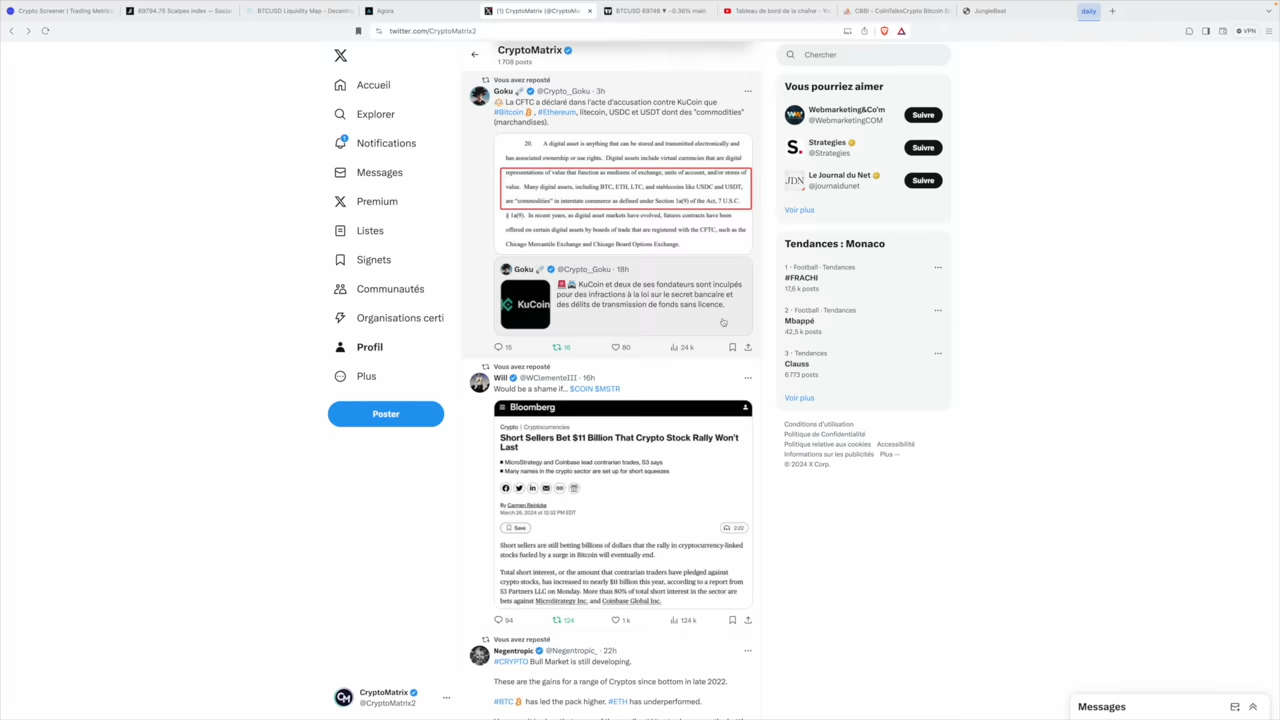 Crypto Screener | Trading Metrics
69794.75 Scalpex index — Social
BTCUSD Liquidity Map - Decentr
Agora
(1) CryptoMatrix (@CryptoMa
BTCUSD 69746 ▼ −0.36% main
Tableau de bord de la chaîne - Yo
CBBI - ColinTalksCrypto Bitcoin B
JungleBeat
daily
twitter.com/CryptoMatrix2
VPN
Accueil
Explorer
1
Notifications
Messages
Premium
Listes
Signets
Communautés
Organisations certi
Profil
Plus
Poster
CryptoMatrix
@CryptoMatrix2
CryptoMatrix
1 708 posts
Vous avez reposté
Goku @Crypto_Goku · 3h
La CFTC a déclaré dans l'acte d'accusation contre KuCoin que
#Bitcoin , #Ethereum, litecoin, USDC et USDT dont des "commodities"
(marchandises).
20. A digital asset is anything that can be stored and transmitted electronically and
has associated ownership or use rights. Digital assets include virtual currencies that are digital
representations of value that function as mediums of exchange, units of account, and/or stores of
value. Many digital assets, including BTC, ETH, LTC, and stablecoins like USDC and USDT,
are "commodities" in interstate commerce as defined under Section 1a(9) of the Act, 7 U.S.C.
§ 1a(9). In recent years, as digital asset markets have evolved, futures contracts have been
offered on certain digital assets by boards of trade that are registered with the CFTC, such as the
Chicago Mercantile Exchange and Chicago Board Options Exchange.
Goku @Crypto_Goku · 18h
KuCoin
KuCoin et deux de ses fondateurs sont inculpés
pour des infractions à la loi sur le secret bancaire et
des délits de transmission de fonds sans licence.
15 16 80 24 k
Vous avez reposté
Will @WClementeIII · 16h
Would be a shame if... $COIN $MSTR
Bloomberg
Crypto | Cryptocurrencies
Short Sellers Bet $11 Billion That Crypto Stock Rally Won't
Last
■ MicroStrategy and Coinbase lead contrarian trades, S3 says
■ Many names in the crypto sector are set up for short squeezes
By Carmen Reinicke
March 26, 2024 at 12:32 PM EDT
Save
2:22
Short sellers are still betting billions of dollars that the rally in cryptocurrency-linked
stocks fueled by a surge in Bitcoin will eventually end.
Total short interest, or the amount that contrarian traders have pledged against
crypto stocks, has increased to nearly $11 billion this year, according to a report from
S3 Partners LLC on Monday. More than 80% of total short interest in the sector are
bets against MicroStrategy Inc. and Coinbase Global Inc.
94 124 1 k 124 k
Vous avez reposté
Negentropic @Negentropic_ · 22h
#CRYPTO Bull Market is still developing.
These are the gains for a range of Cryptos since bottom in late 2022.
#BTC has led the pack higher. #ETH has underperformed.
Chercher
Vous pourriez aimer
Webmarketing&Co'm
@WebmarketingCOM
Suivre
S.
Strategies
@Strategies
Suivre
JDN
Le Journal du Net
@journaldunet
Suivre
Voir plus
Tendances : Monaco
1 · Football · Tendances
#FRACHI
17,6 k posts
2 · Football · Tendances
Mbappé
42,5 k posts
3 · Tendances
Clauss
6 773 posts
Voir plus
Conditions d'utilisation
Politique de Confidentialité
Politique relative aux cookies Accessibilité
Informations sur les publicités Plus
© 2024 X Corp.
Messages